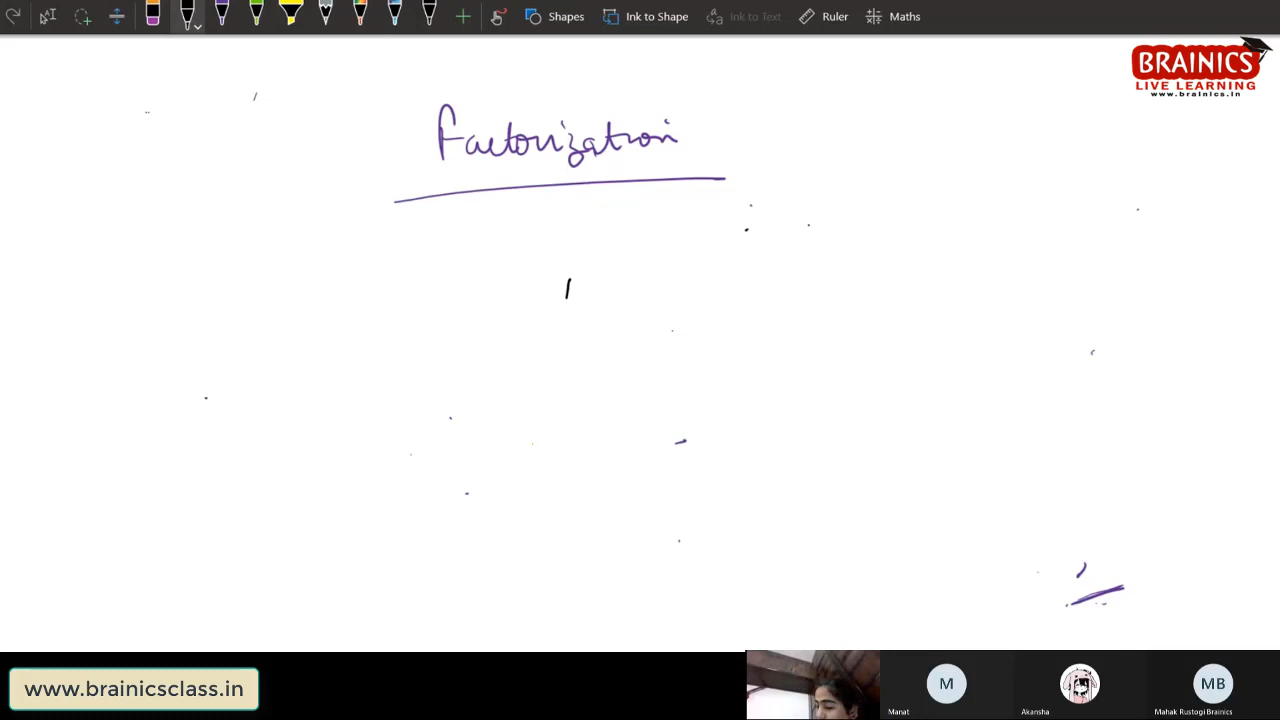 Shapes
Ink to Shape
Ink to Text
Ruler
Maths
BRAINICS
LIVE LEARNING
www.brainics.in
Factorization
www.brainicsclass.in
M
MB
Manat
Akansha
Mahak Rustogi Brainics